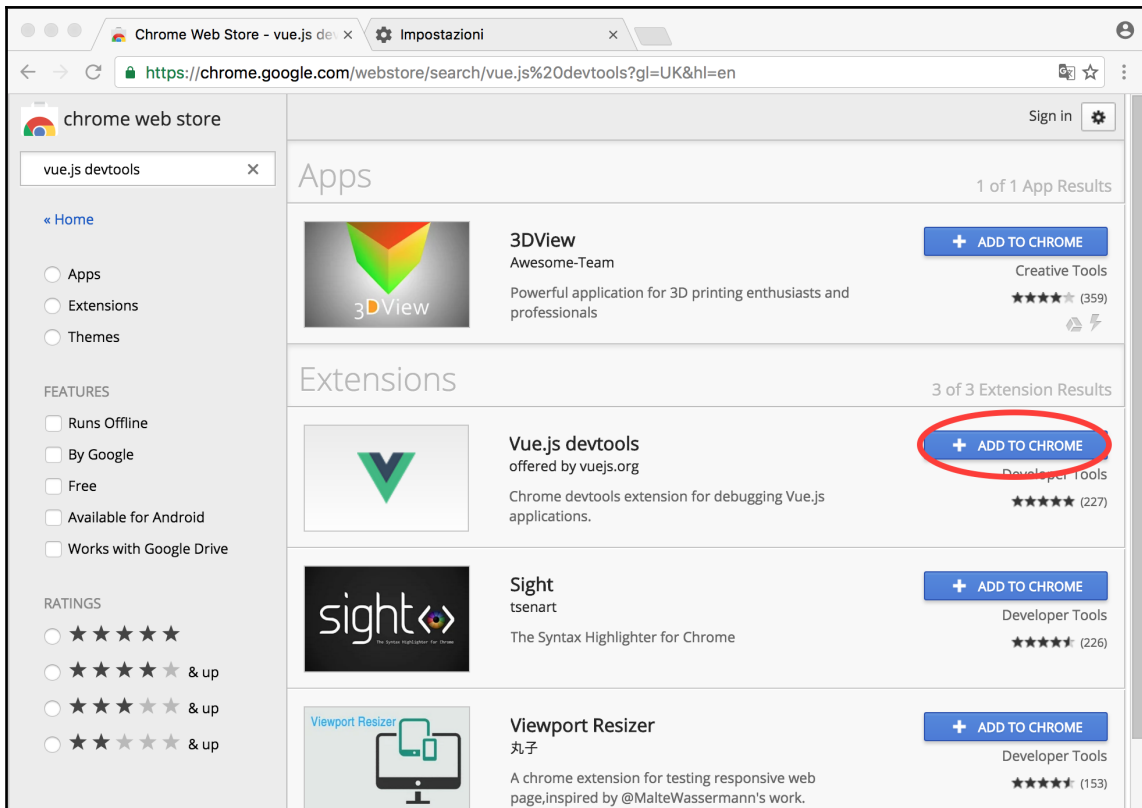 Chrome Web Store - vue.js dev
Impostazioni
https://chrome.google.com/webstore/search/vue.js%20devtools?gl=UK&hl=en
chrome web store
Sign in
vue.js devtools
« Home
Apps
Extensions
Themes
FEATURES
Runs Offline
By Google
Free
Available for Android
Works with Google Drive
RATINGS
& up
& up
& up
Apps
1 of 1 App Results
3DView
3DView
Awesome-Team
Powerful application for 3D printing enthusiasts and
professionals
ADD TO CHROME
Creative Tools
(359)
Extensions
3 of 3 Extension Results
Vue.js devtools
offered by vuejs.org
Chrome devtools extension for debugging Vue.js
applications.
ADD TO CHROME
Developer Tools
(227)
sight<>
The Syntax Highlighter for Chrome
Sight
tsenart
The Syntax Highlighter for Chrome
ADD TO CHROME
Developer Tools
(226)
Viewport Resizer
Viewport Resizer
丸子
A chrome extension for testing responsive web
page,inspired by @MalteWassermann's work.
ADD TO CHROME
Developer Tools
(153)